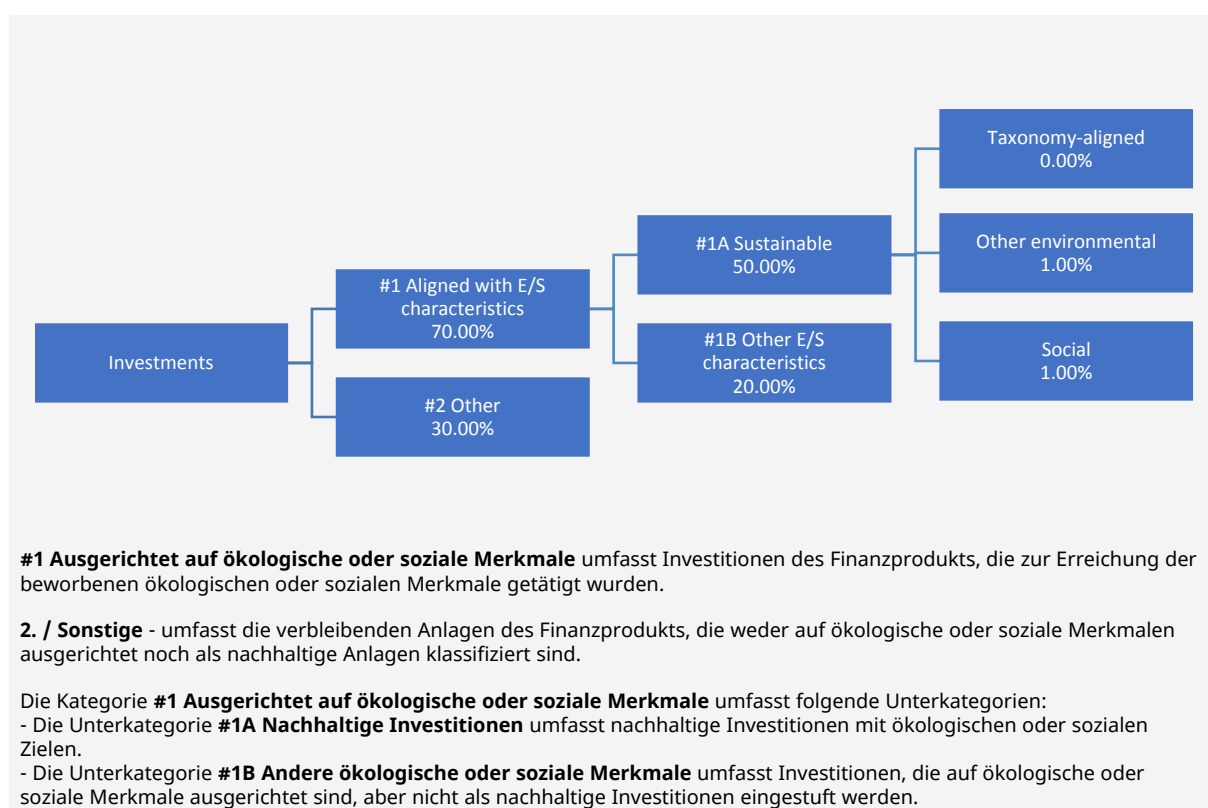 Investments
#1 Aligned with E/S
characteristics
70.00%
#2 Other
30.00%
#1A Sustainable
50.00%
#1B Other E/S
characteristics
20.00%
Taxonomy-aligned
0.00%
Other environmental
1.00%
Social
1.00%
#1 Ausgerichtet auf ökologische oder soziale Merkmale umfasst Investitionen des Finanzprodukts, die zur Erreichung der
beworbenen ökologischen oder sozialen Merkmale getätigt wurden.
2. / Sonstige - umfasst die verbleibenden Anlagen des Finanzprodukts, die weder auf ökologische oder soziale Merkmalen
ausgerichtet noch als nachhaltige Anlagen klassifiziert sind.
Die Kategorie #1 Ausgerichtet auf ökologische oder soziale Merkmale umfasst folgende Unterkategorien:
- Die Unterkategorie #1A Nachhaltige Investitionen umfasst nachhaltige Investitionen mit ökologischen oder sozialen
Zielen.
- Die Unterkategorie #1B Andere ökologische oder soziale Merkmale umfasst Investitionen, die auf ökologische oder
soziale Merkmale ausgerichtet sind, aber nicht als nachhaltige Investitionen eingestuft werden.